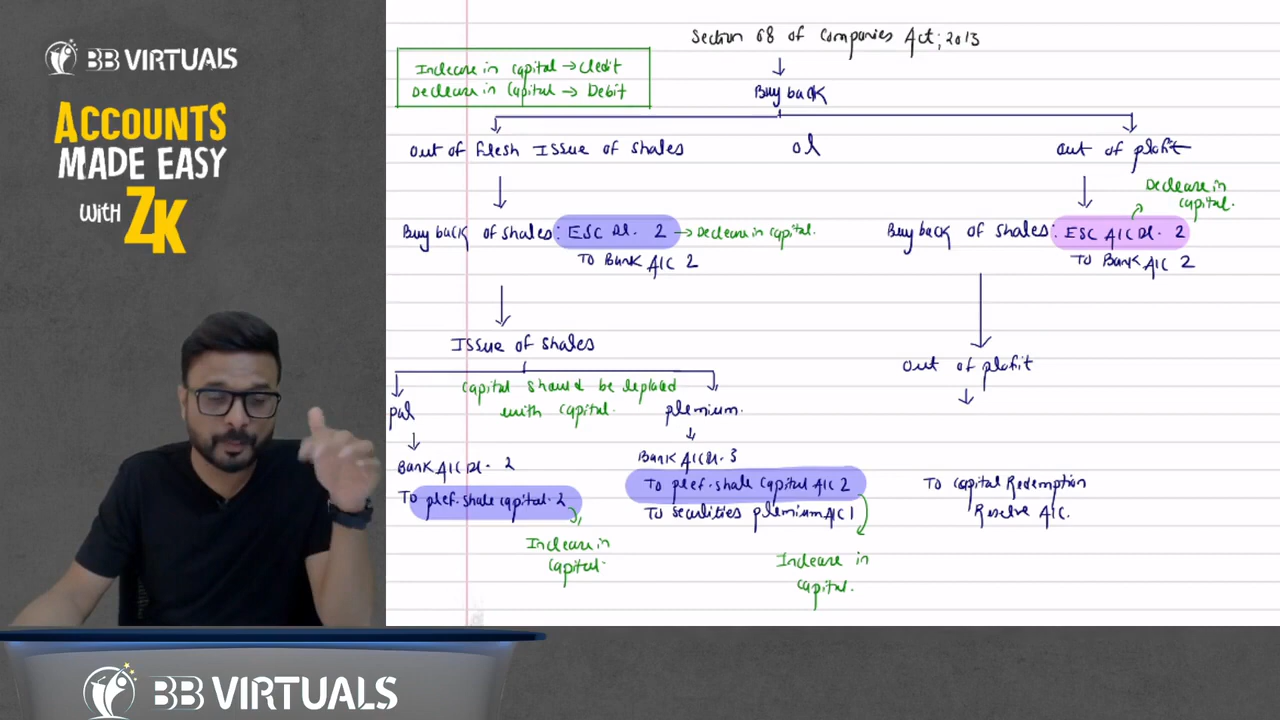 BB VIRTUALS
ACCOUNTS
MADE EASY
WITH ZK
Section 68 of Companies Act, 2013
Increase in capital → Credit
Decrease in Capital → Debit
Buy back
Out of Fresh Issue of shares
or
Out of profit
Decrease in
capital.
Buy back of shares: ESC Dr. 2 → Decrease in capital.
To Bank A/C 2
Buy back of shares: ESC A/C Dr. 2
To Bank A/C 2
Issue of shares
Capital should be replaced
with capital.
par
premium.
Out of profit
Bank A/C Dr. 2
To pref. share capital. 2
Increase in
capital.
Bank A/C Dr. 3
To pref. share capital A/C 2
To securities premium A/C 1
Increase in
capital.
To capital Redemption
Reserve A/C.
BB VIRTUALS